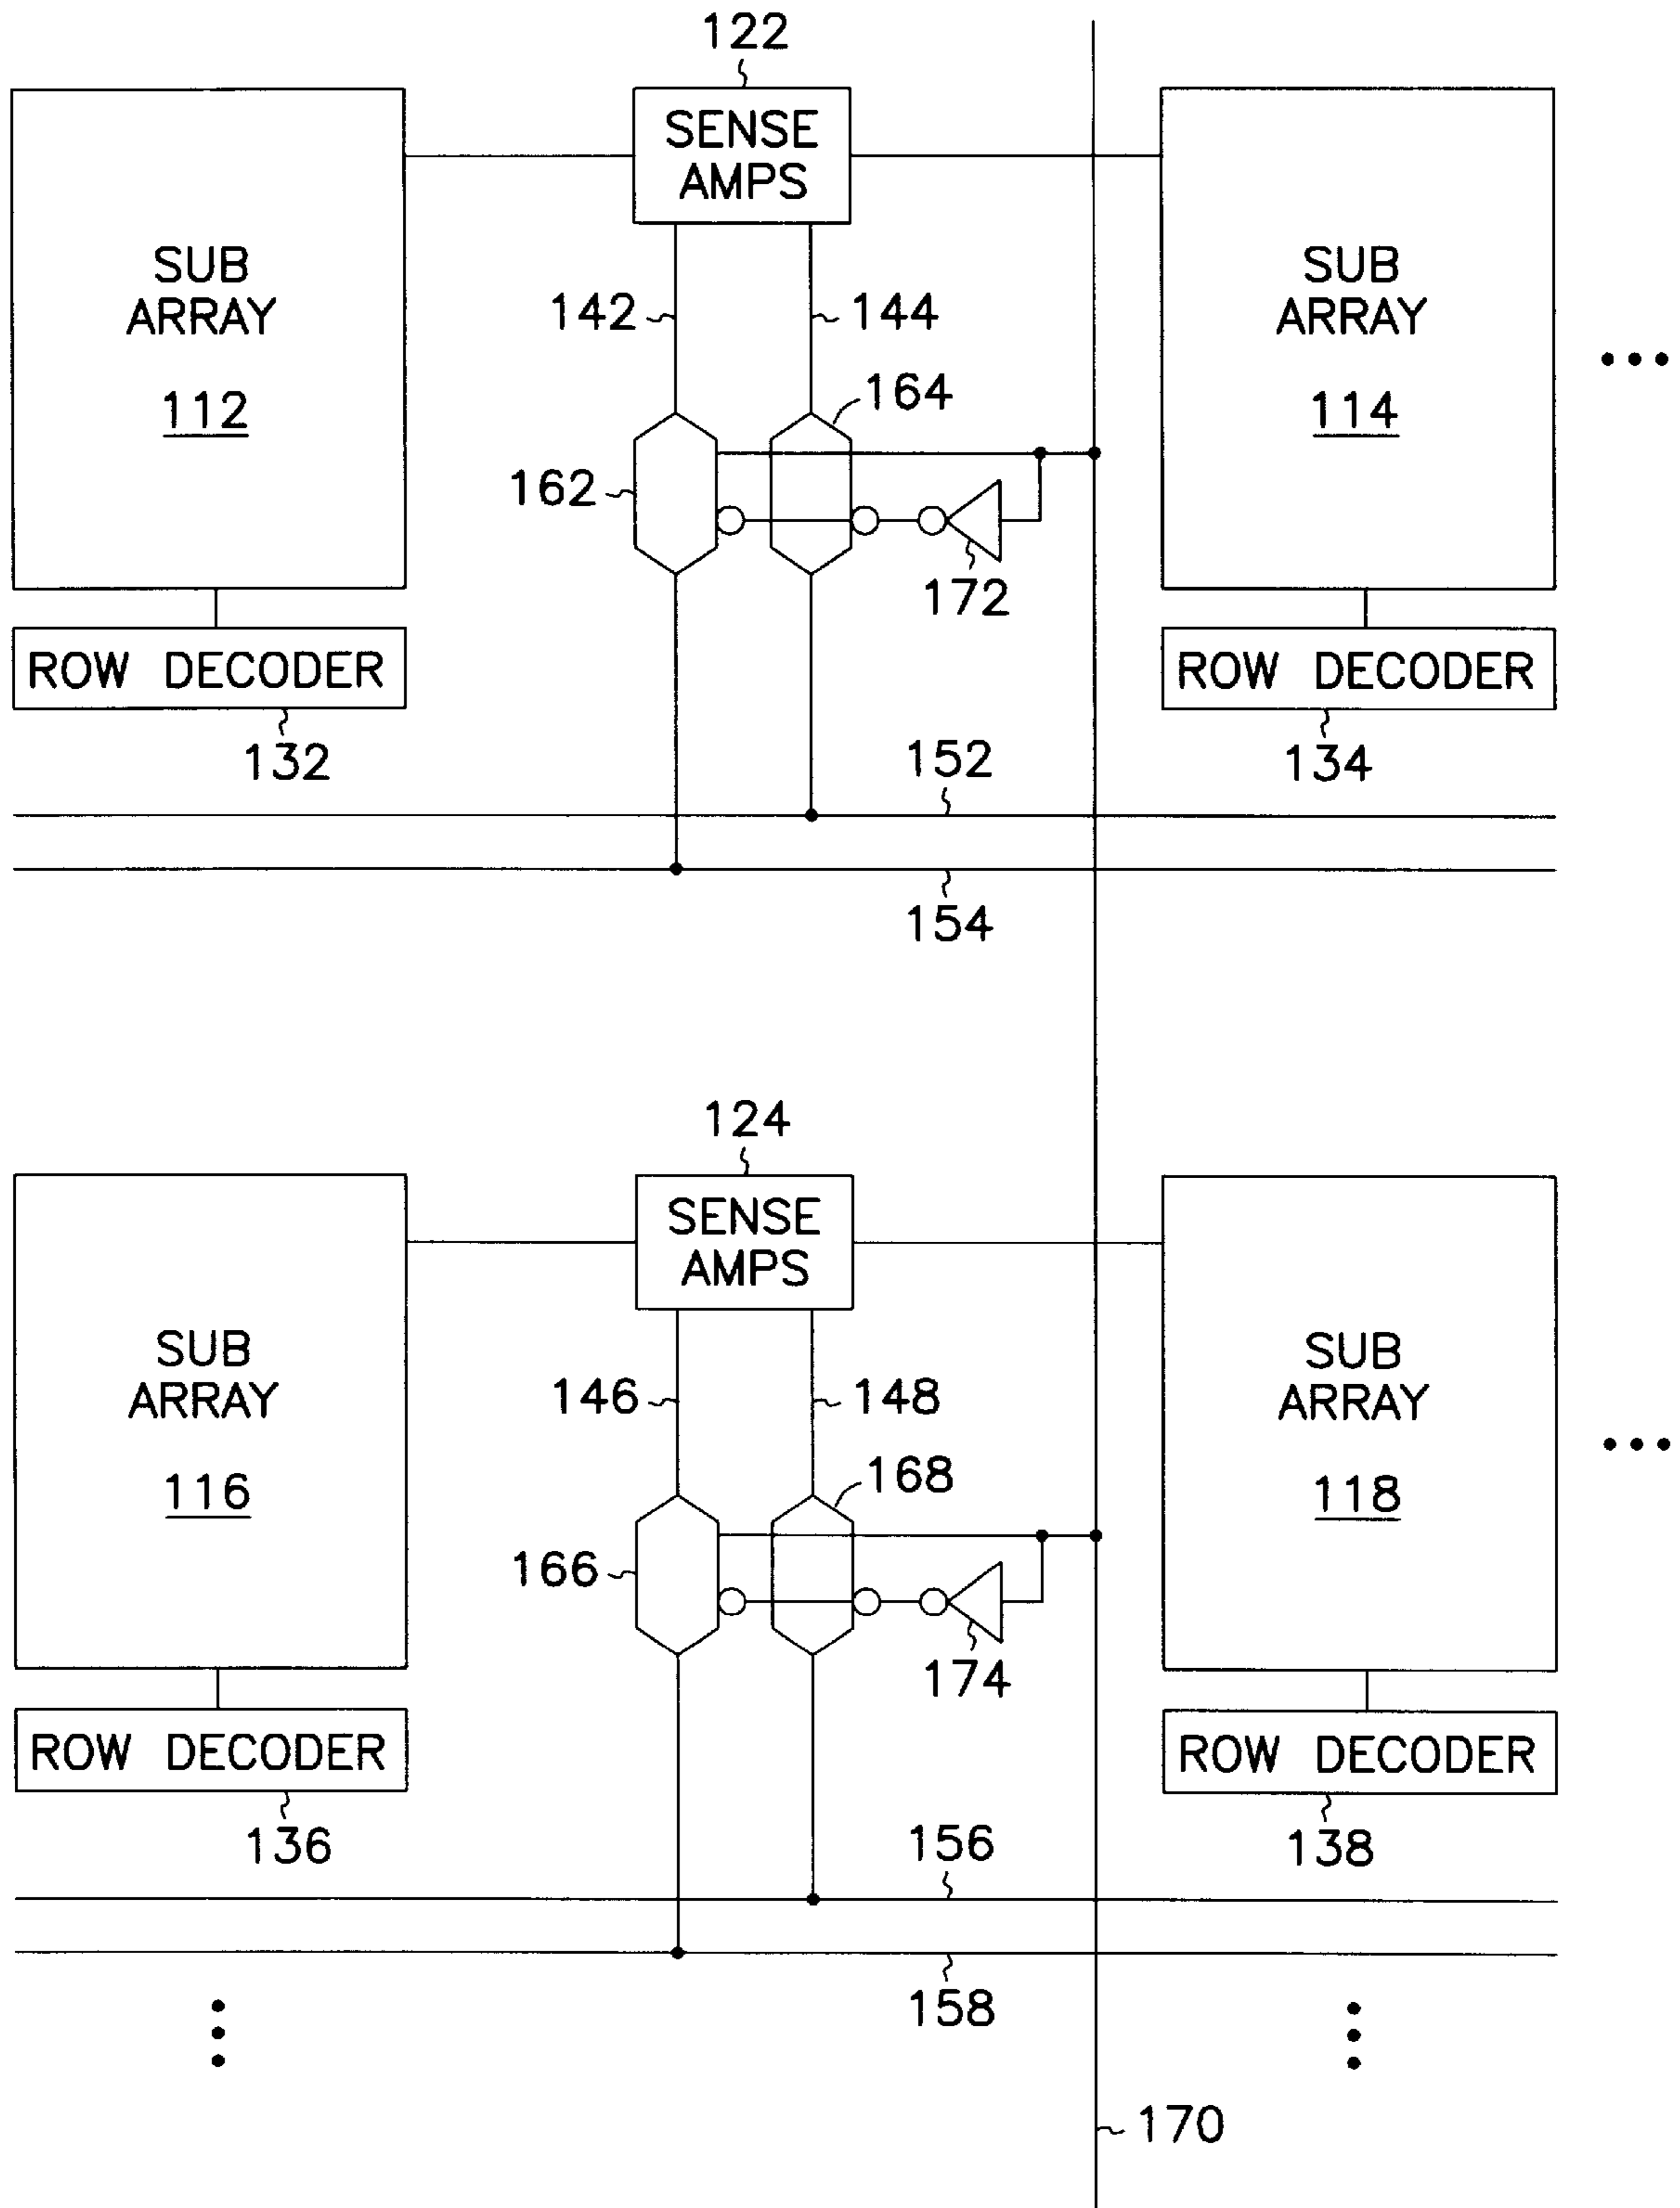 122
SENSE
AMPS
SUB
ARRAY
112
SUB
ARRAY
114
142
144
164
162
172
ROW DECODER
ROW DECODER
132
134
152
154
124
SENSE
AMPS
SUB
ARRAY
116
SUB
ARRAY
118
146
148
168
166
174
ROW DECODER
ROW DECODER
136
138
156
158
170